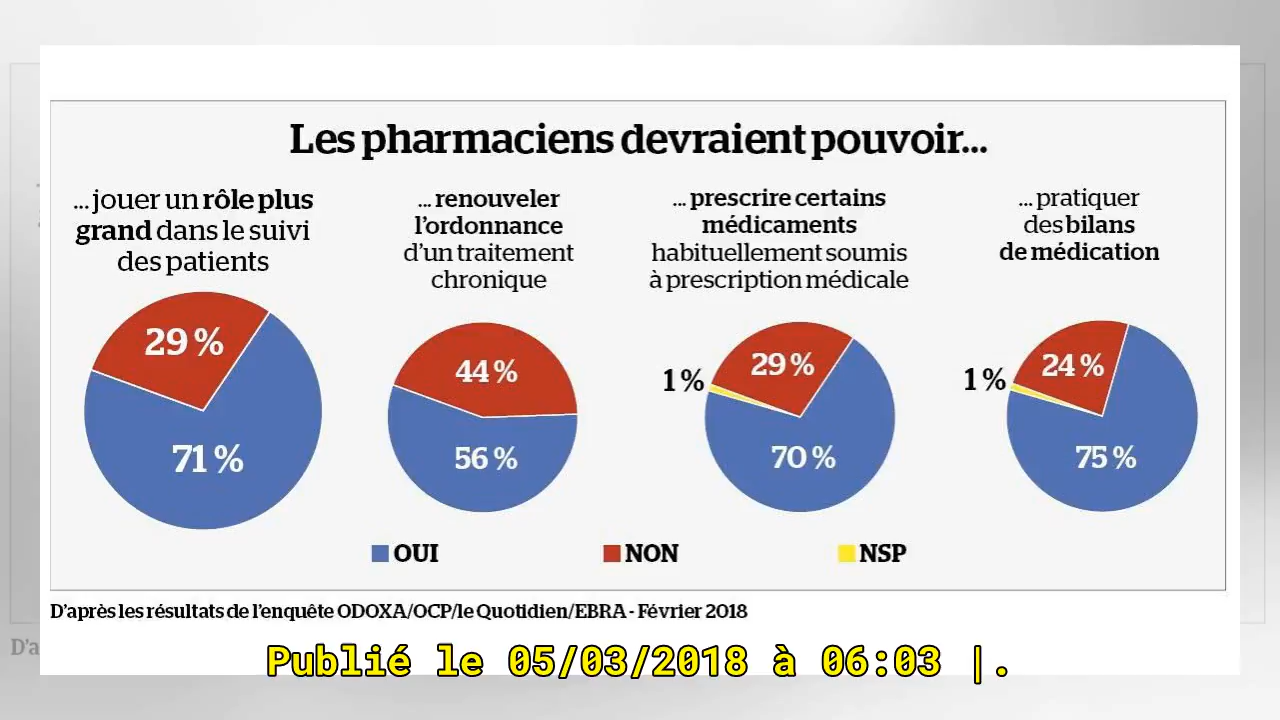 Les pharmaciens devraient pouvoir...
... jouer un rôle plus
grand dans le suivi
des patients
... renouveler
l'ordonnance
d'un traitement
chronique
... prescrire certains
médicaments
habituellement soumis
à prescription médicale
... pratiquer
des bilans
de médication
29 %
71 %
44 %
56 %
1 %
29 %
70 %
1 %
24 %
75 %
OUI
NON
NSP
D'après les résultats de l'enquête ODOXA/OCP/le Quotidien/EBRA - Février 2018
D'a
Publié le 05/03/2018 à 06:03 |.